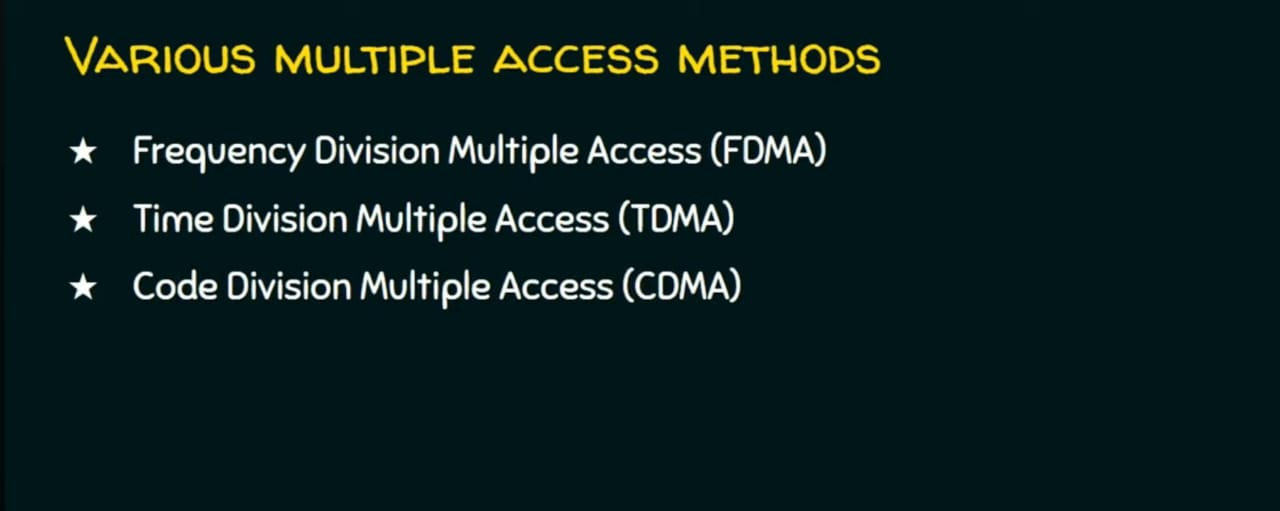 Various multiple access methods
★ Frequency Division Multiple Access (FDMA)
★ Time Division Multiple Access (TDMA)
★ Code Division Multiple Access (CDMA)